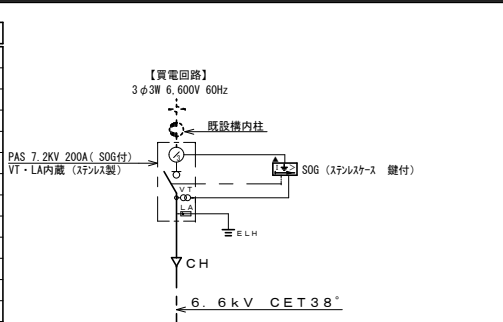 【買電回路】
3φ3W 6,600V 60Hz
既設構内柱
PAS 7.2KV 200A( SOG付)
VT・LA内蔵 (ステンレス製)
I >
SOG (ステンレスケース 鍵付)
VT
LA
ELH
CH
6.6kV CET38°